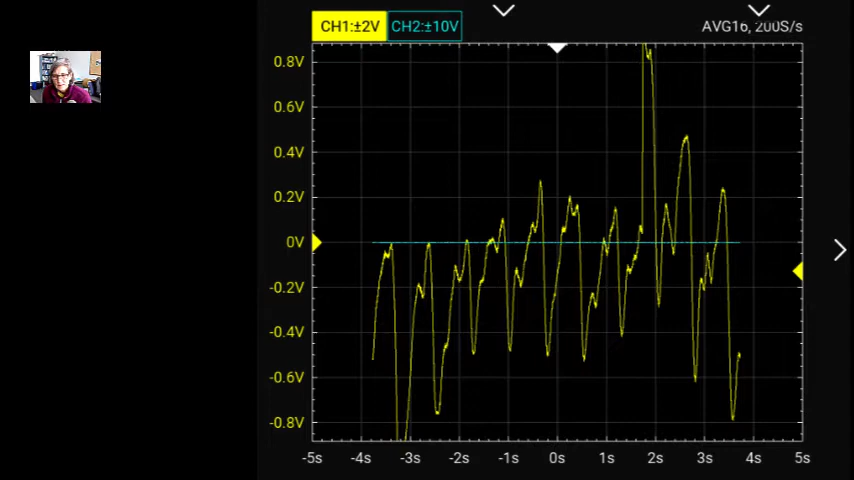 CH1:±2V CH2:±10V AVG16, 200S/s
0.8V
0.6V
0.4V
0.2V
0V
-0.2V
-0.4V
-0.6V
-0.8V
-5s -4s -3s -2s -1s 0s 1s 2s 3s 4s 5s